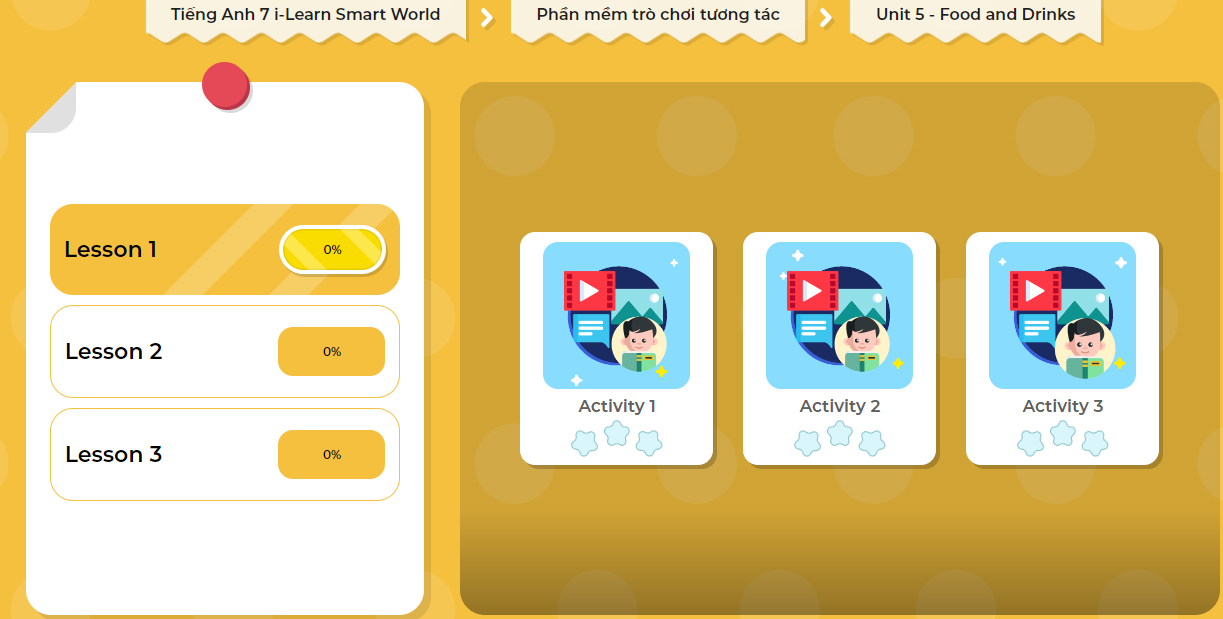 Tiếng Anh 7 i-Learn Smart World
Phần mềm trò chơi tương tác
Unit 5 - Food and Drinks
Lesson 1
0%
Lesson 2
0%
Lesson 3
0%
Activity 1
Activity 2
Activity 3